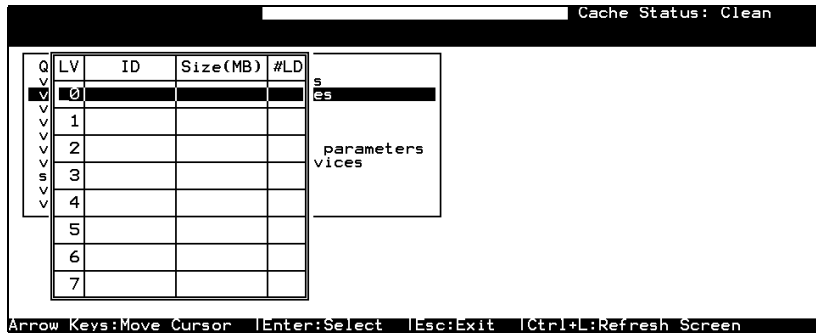 Cache Status: Clean
Q LV ID Size(MB) #LD
v s
v 0 es
v
v 1
v
v 2 parameters
v vices
s 3
v
v 4
5
6
7
Arrow Keys:Move Cursor |Enter:Select |Esc:Exit |Ctrl+L:Refresh Screen